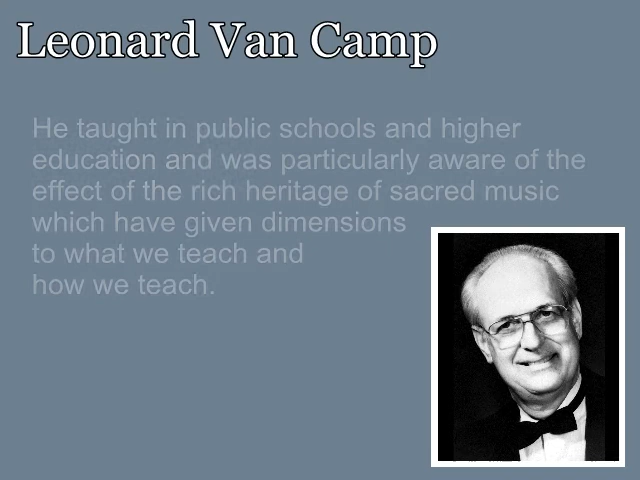 Leonard Van Camp
He taught in public schools and higher
education and was particularly aware of the
effect of the rich heritage of sacred music
which have given dimensions
to what we teach and
how we teach.